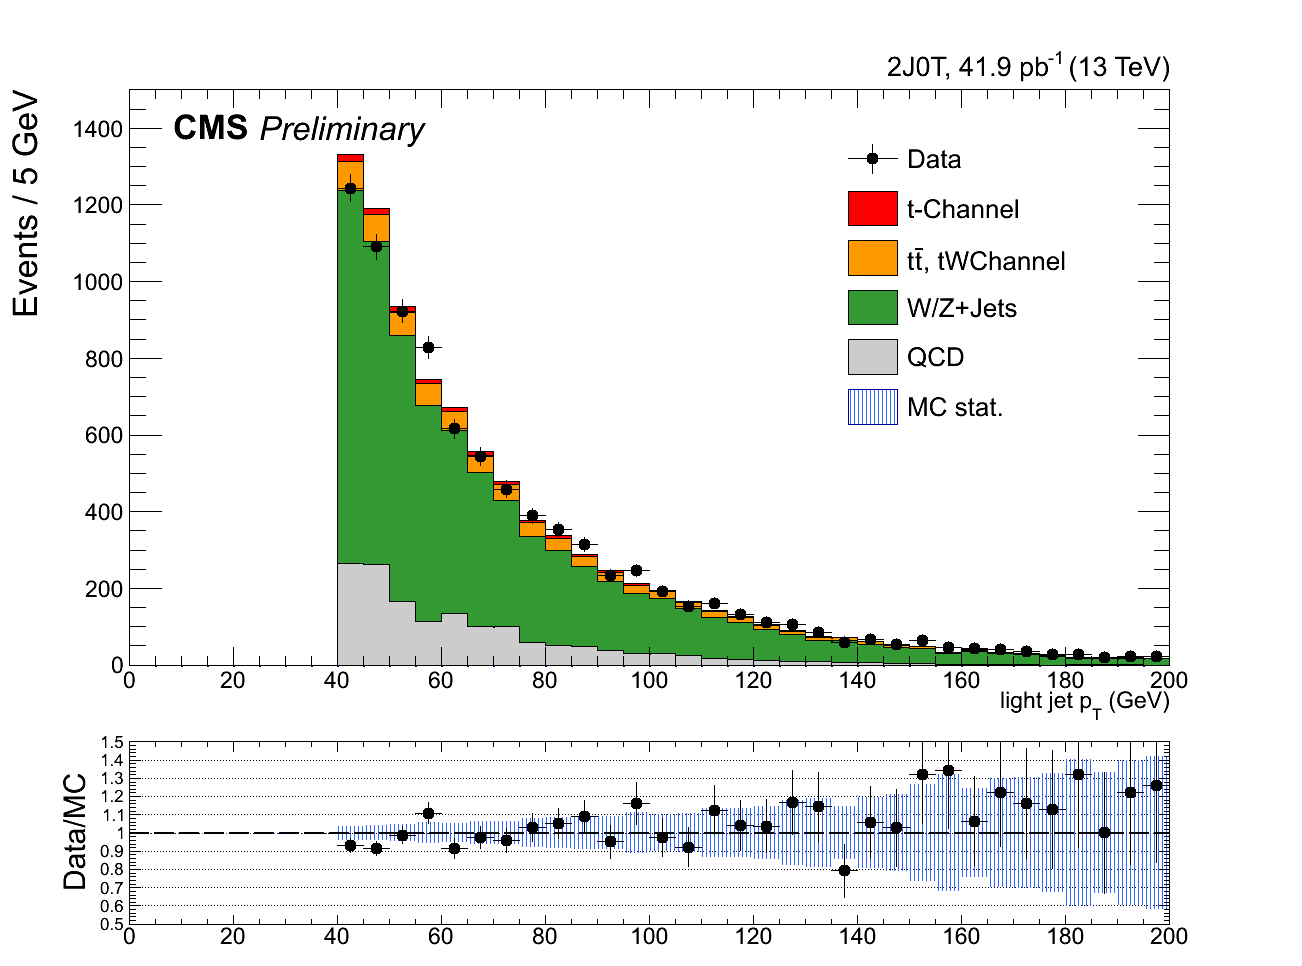 2J0T, 41.9 pb-1 (13 TeV)
CMS Preliminary
Events / 5 GeV
1400
1200
1000
800
600
400
200
0
Data
t-Channel
tt̄, tWChannel
W/Z+Jets
QCD
MC stat.
0 20 40 60 80 100 120 140 160 180 200
light jet pT (GeV)
Data/MC
1.5
1.4
1.3
1.2
1.1
1
0.9
0.8
0.7
0.6
0.5
0 20 40 60 80 100 120 140 160 180 200